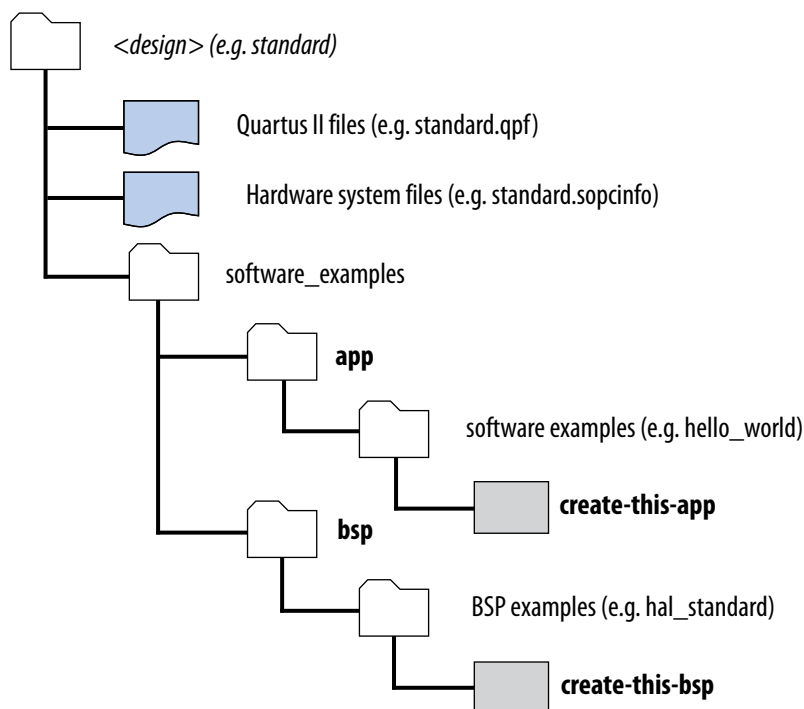 <design> (e.g. standard)
Quartus II files (e.g. standard.qpf)
Hardware system files (e.g. standard.sopcinfo)
software_examples
app
software examples (e.g. hello_world)
create-this-app
bsp
BSP examples (e.g. hal_standard)
create-this-bsp